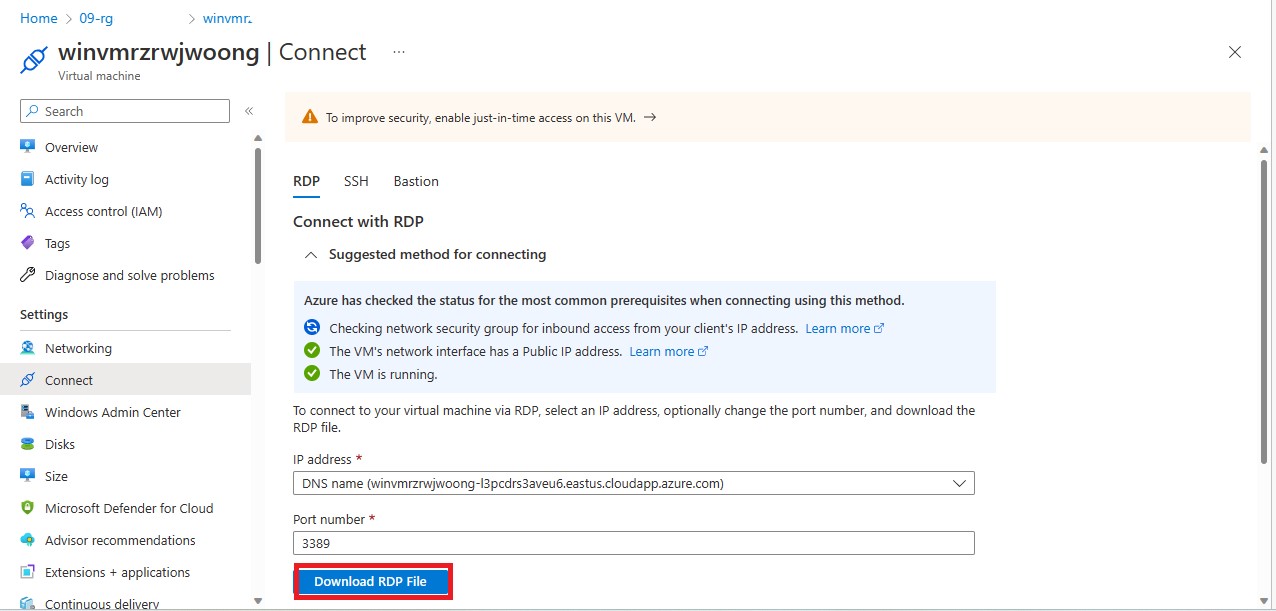 Home > 09-rg > winvmr.
winvmrzrwjwoong | Connect ...
Virtual machine
Search «
To improve security, enable just-in-time access on this VM. →
Overview
Activity log
Access control (IAM)
Tags
Diagnose and solve problems
Settings
Networking
Connect
Windows Admin Center
Disks
Size
Microsoft Defender for Cloud
Advisor recommendations
Extensions + applications
Continuous delivery
RDP SSH Bastion
Connect with RDP
Suggested method for connecting
Azure has checked the status for the most common prerequisites when connecting using this method.
Checking network security group for inbound access from your client's IP address. Learn more
The VM's network interface has a Public IP address. Learn more
The VM is running.
To connect to your virtual machine via RDP, select an IP address, optionally change the port number, and download the
RDP file.
IP address *
DNS name (winvmrzrwjwoong-l3pcdrs3aveu6.eastus.cloudapp.azure.com)
Port number *
3389
Download RDP File